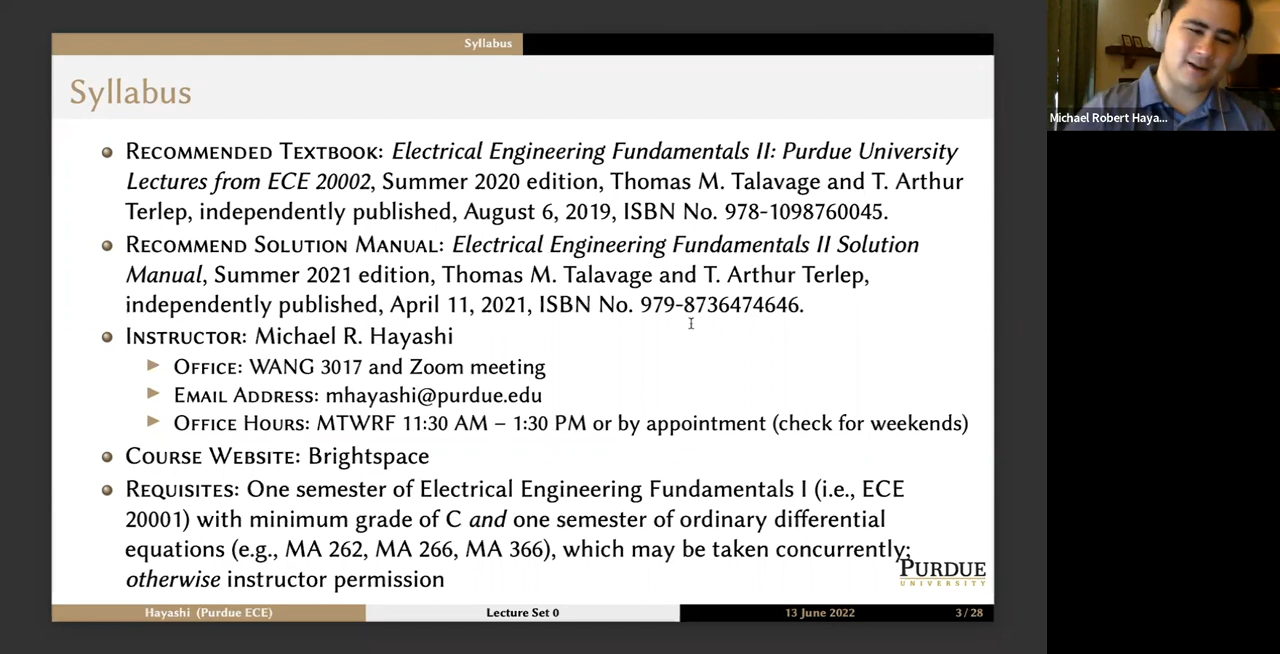 Syllabus
Syllabus
RECOMMENDED TEXTBOOK: Electrical Engineering Fundamentals II: Purdue University
Lectures from ECE 20002, Summer 2020 edition, Thomas M. Talavage and T. Arthur
Terlep, independently published, August 6, 2019, ISBN No. 978-1098760045.
RECOMMEND SOLUTION MANUAL: Electrical Engineering Fundamentals II Solution
Manual, Summer 2021 edition, Thomas M. Talavage and T. Arthur Terlep,
independently published, April 11, 2021, ISBN No. 979-8736474646.
INSTRUCTOR: Michael R. Hayashi
OFFICE: WANG 3017 and Zoom meeting
EMAIL ADDRESS: mhayashi@purdue.edu
OFFICE HOURS: MTWRF 11:30 AM – 1:30 PM or by appointment (check for weekends)
COURSE WEBSITE: Brightspace
REQUISITES: One semester of Electrical Engineering Fundamentals I (i.e., ECE
20001) with minimum grade of C and one semester of ordinary differential
equations (e.g., MA 262, MA 266, MA 366), which may be taken concurrently;
otherwise instructor permission
PURDUE
UNIVERSITY
Hayashi (Purdue ECE)
Lecture Set 0
13 June 2022
3 / 28
Michael Robert Haya...